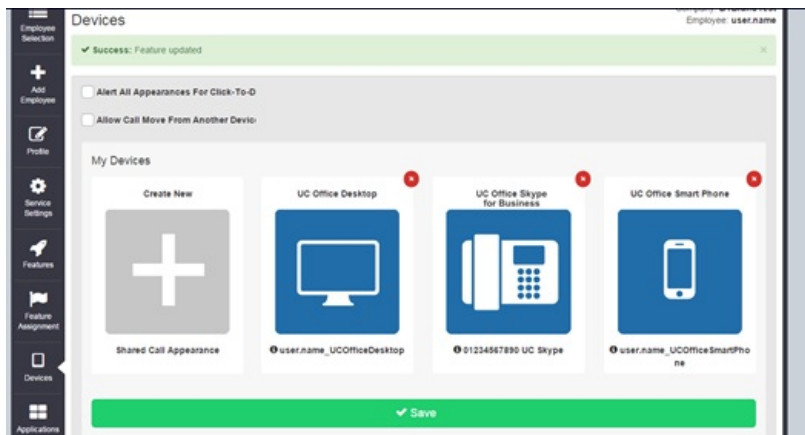 Employee
Selection
Add
Employee
Profile
Service
Settings
Features
Feature
Assignment
Devices
Applications
Devices
Employee: user.name
Success: Feature updated
Alert All Appearances For Click-To-D
Allow Call Move From Another Devic
My Devices
Create New
Shared Call Appearance
UC Office Desktop
user.name_UCOfficeDesktop
UC Office Skype
for Business
01234567890 UC Skype
UC Office Smart Phone
user.name_UCOfficeSmartPho
ne
Save